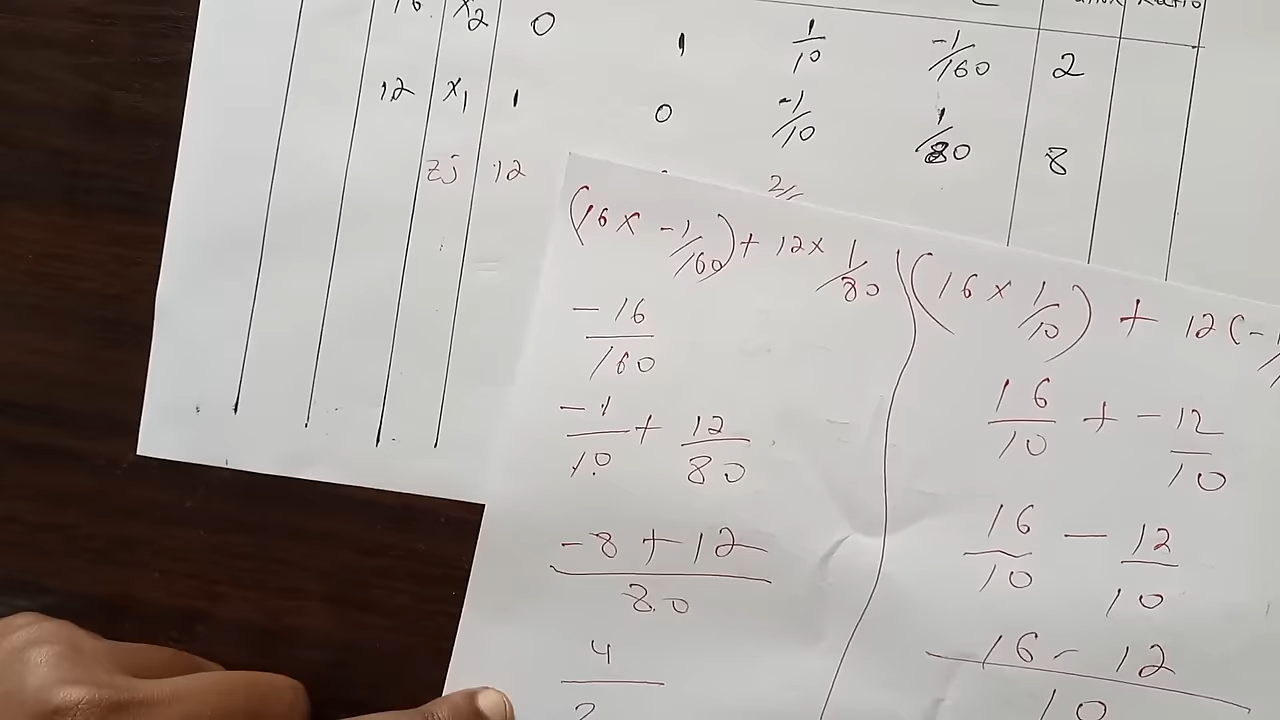 16 x2 0 1 1/10 -1/160 2
12 x1 1 0 -1/10 1/80 8
Zj 12
(16 x -1/160) + 12 x 1/80
-16/160
-1/10 + 12/80
-8 + 12/80
4
(16 x 1/10) + 12(-
16/10 + -12/10
16/10 - 12/10
16 - 12/10